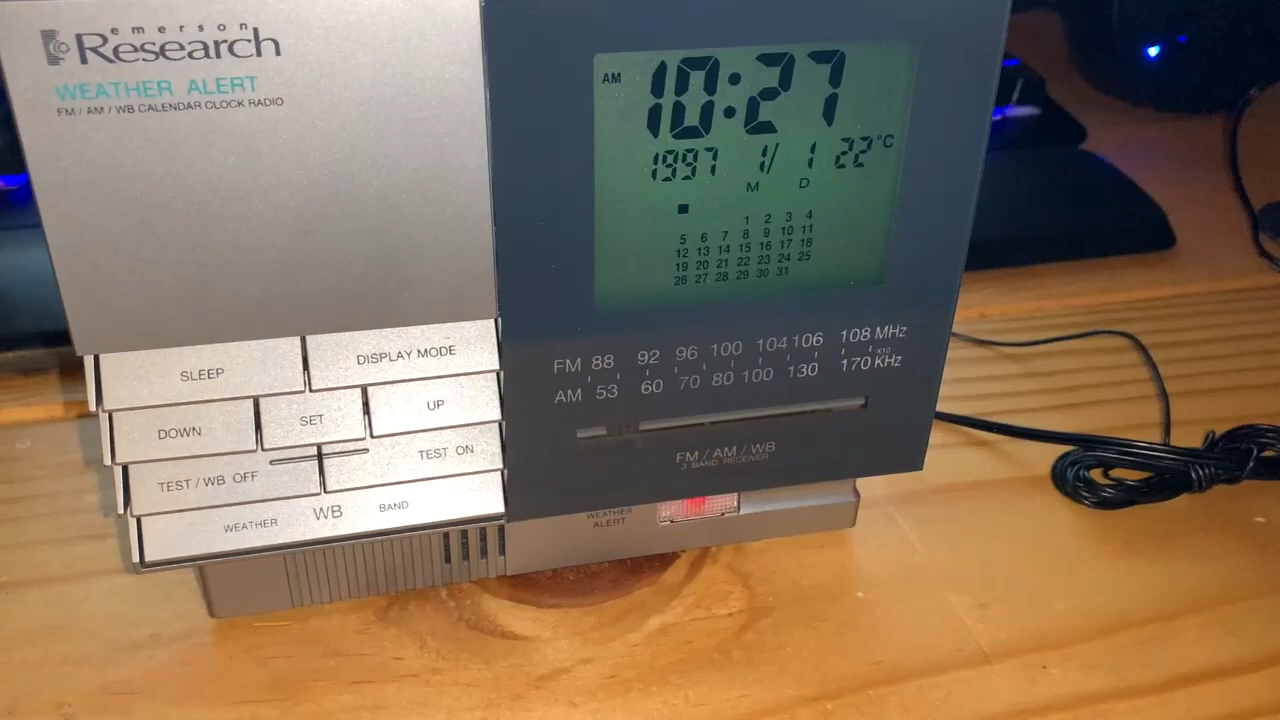 emerson
Research
WEATHER ALERT
FM / AM / WB CALENDAR CLOCK RADIO
AM 10:27
1997 1/ 1 22°C
M D
1 2 3 4
5 6 7 8 9 10 11
12 13 14 15 16 17 18
19 20 21 22 23 24 25
26 27 28 29 30 31
SLEEP DISPLAY MODE
DOWN SET UP
TEST / WB OFF TEST ON
WEATHER WB BAND
FM 88 92 96 100 104 106 108 MHz
AM 53 60 70 80 100 130 170 X10 KHz
FM / AM / WB
3 BAND RECEIVER
WEATHER
ALERT